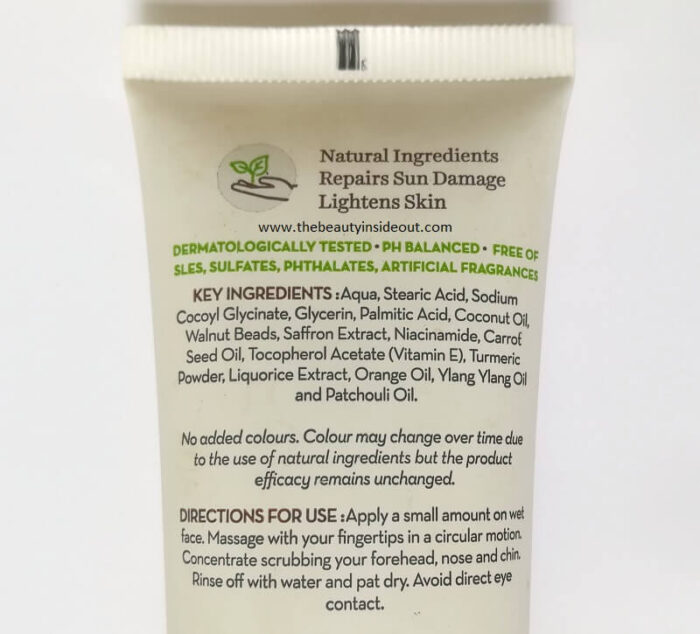 Natural Ingredients
Repairs Sun Damage
Lightens Skin
www.thebeautyinsideout.com
DERMATOLOGICALLY TESTED • PH BALANCED • FREE OF
SLES, SULFATES, PHTHALATES, ARTIFICIAL FRAGRANCES
KEY INGREDIENTS :Aqua, Stearic Acid, Sodium
Cocoyl Glycinate, Glycerin, Palmitic Acid, Coconut Oil,
Walnut Beads, Saffron Extract, Niacinamide, Carrot
Seed Oil, Tocopherol Acetate (Vitamin E), Turmeric
Powder, Liquorice Extract, Orange Oil, Ylang Ylang Oil
and Patchouli Oil.
No added colours. Colour may change over time due
to the use of natural ingredients but the product
efficacy remains unchanged.
DIRECTIONS FOR USE :Apply a small amount on wet
face. Massage with your fingertips in a circular motion.
Concentrate scrubbing your forehead, nose and chin.
Rinse off with water and pat dry. Avoid direct eye
contact.